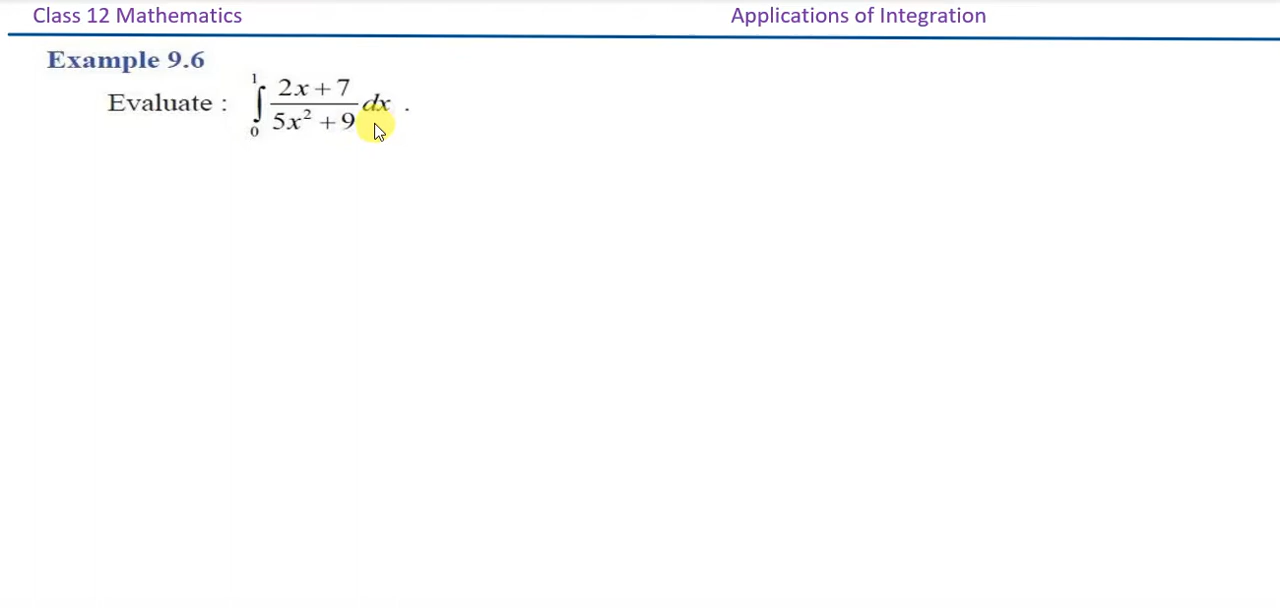 Class 12 Mathematics
Applications of Integration
Example 9.6
Evaluate : ∫₀¹ (2x + 7)/(5x² + 9) dx .